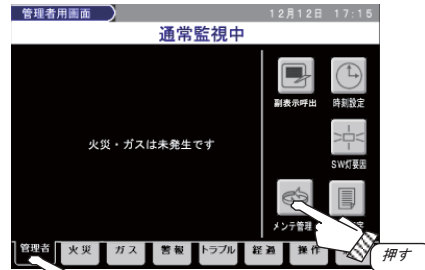 管理者用画面
12月12日 17:15
通常監視中
副表示呼出
時刻設定
火災・ガスは未発生です
SW灯要因
メンテ管理
押す
管理者
火災
ガス
警報
トラブル
経過
操作